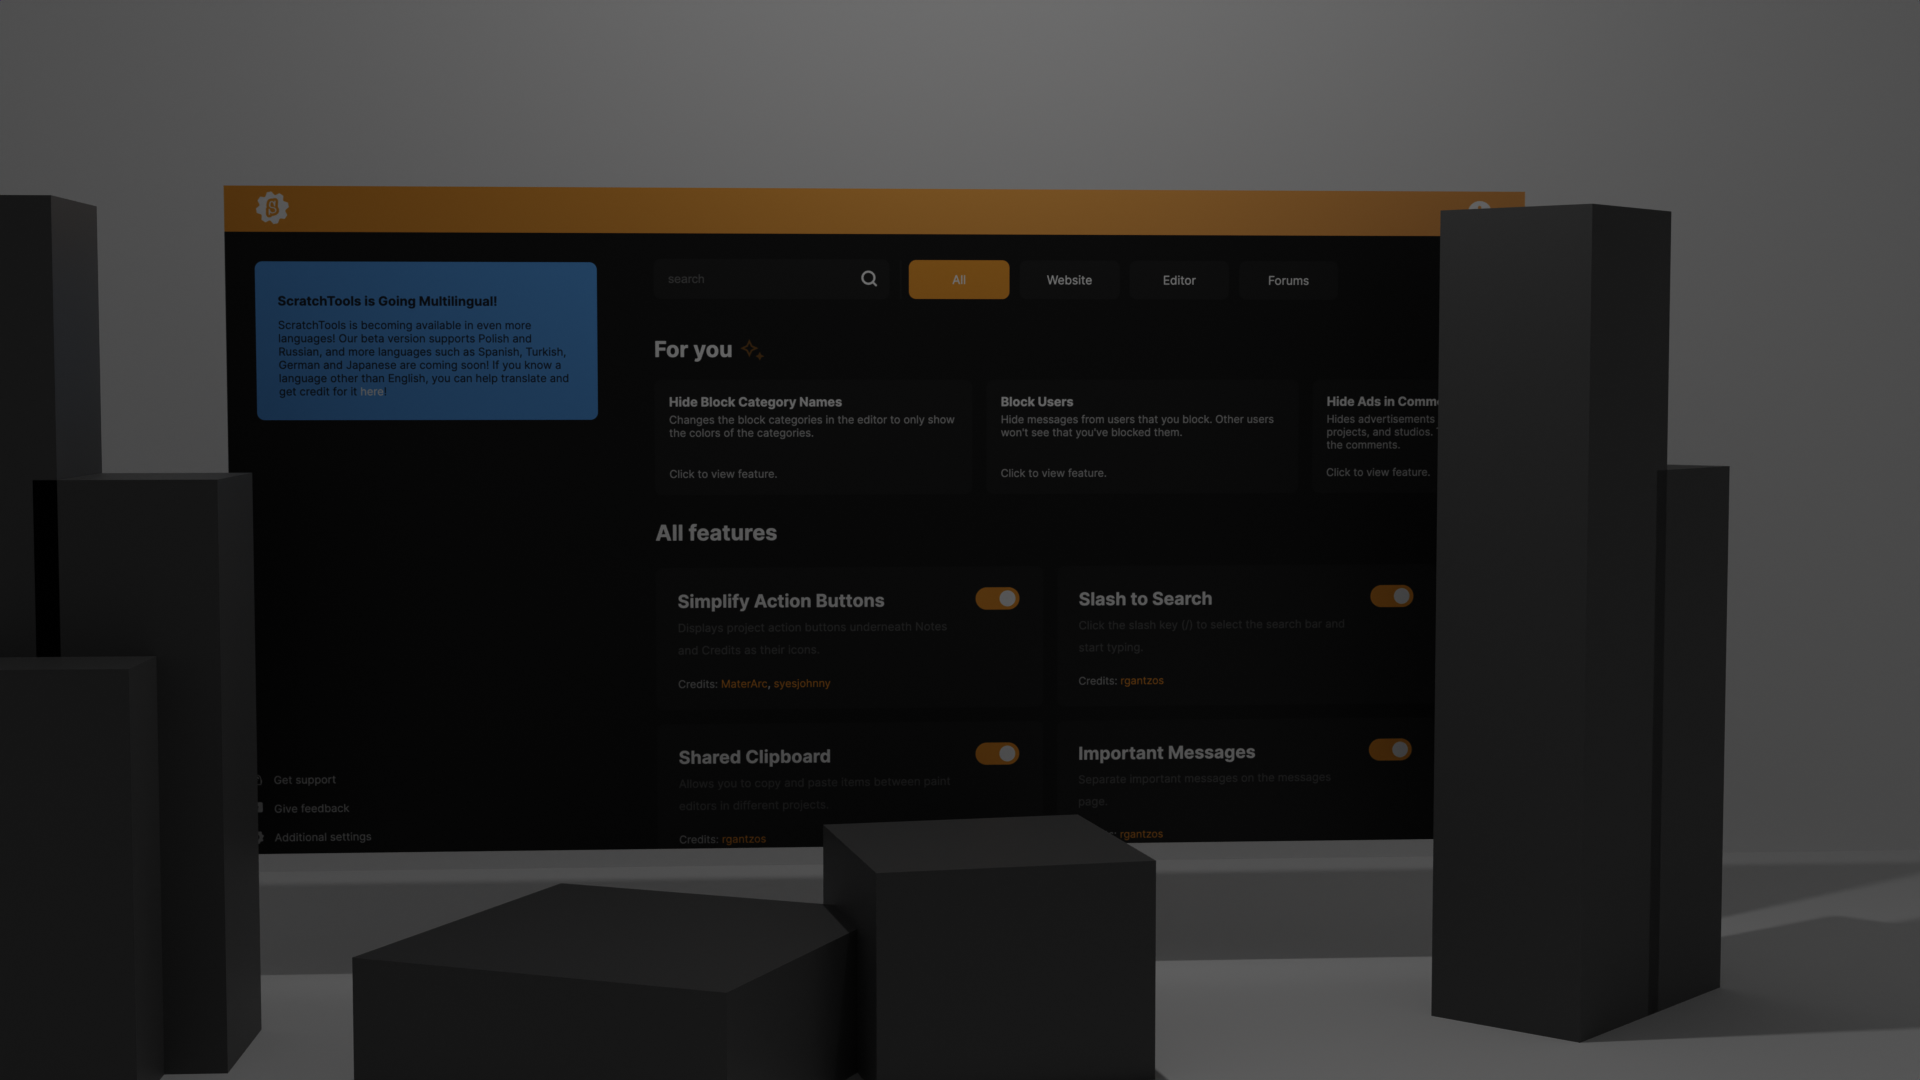 search
All
Website
Editor
Forums
ScratchTools is Going Multilingual!
ScratchTools is becoming available in even more
languages! Our beta version supports Polish and
Russian, and more languages such as Spanish, Turkish,
German and Japanese are coming soon! If you know a
language other than English, you can help translate and
get credit for it here!
For you
Hide Block Category Names
Changes the block categories in the editor to only show
the colors of the categories.
Click to view feature.
Block Users
Hide messages from users that you block. Other users
won't see that you've blocked them.
Click to view feature.
Hide Ads in Comm
Hides advertisements
projects, and studios.
the comments.
Click to view feature.
All features
Simplify Action Buttons
Displays project action buttons underneath Notes
and Credits as their icons.
Credits: MaterArc, syesjohnny
Slash to Search
Click the slash key (/) to select the search bar and
start typing.
Credits: rgantzos
Shared Clipboard
Allows you to copy and paste items between paint
editors in different projects.
Credits: rgantzos
Important Messages
Separate important messages on the messages
page.
rgantzos
Get support
Give feedback
Additional settings